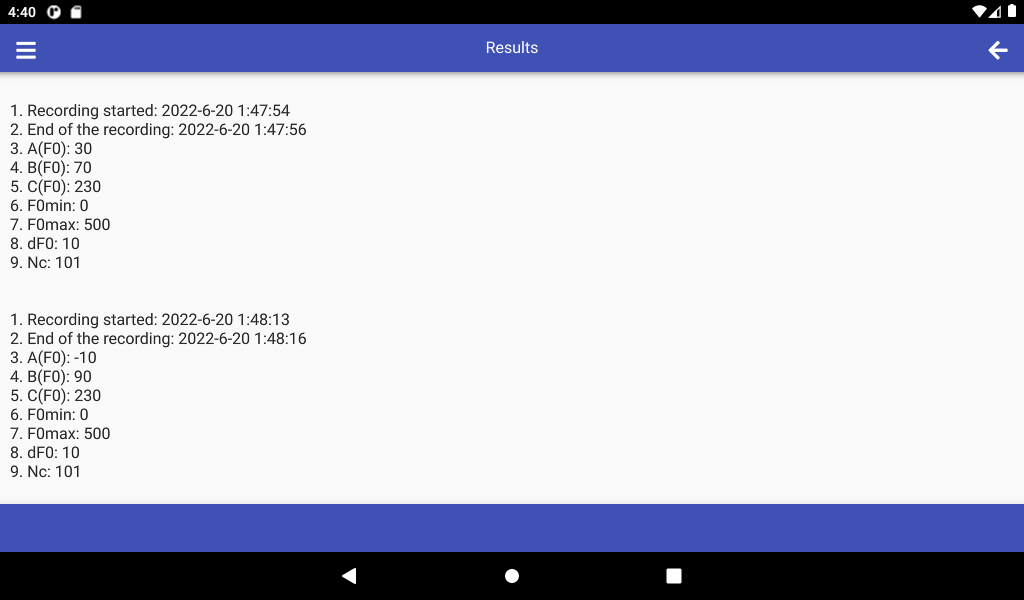 4:40
Results
1. Recording started: 2022-6-20 1:47:54
2. End of the recording: 2022-6-20 1:47:56
3. A(F0): 30
4. B(F0): 70
5. C(F0): 230
6. F0min: 0
7. F0max: 500
8. dF0: 10
9. Nc: 101
1. Recording started: 2022-6-20 1:48:13
2. End of the recording: 2022-6-20 1:48:16
3. A(F0): -10
4. B(F0): 90
5. C(F0): 230
6. F0min: 0
7. F0max: 500
8. dF0: 10
9. Nc: 101